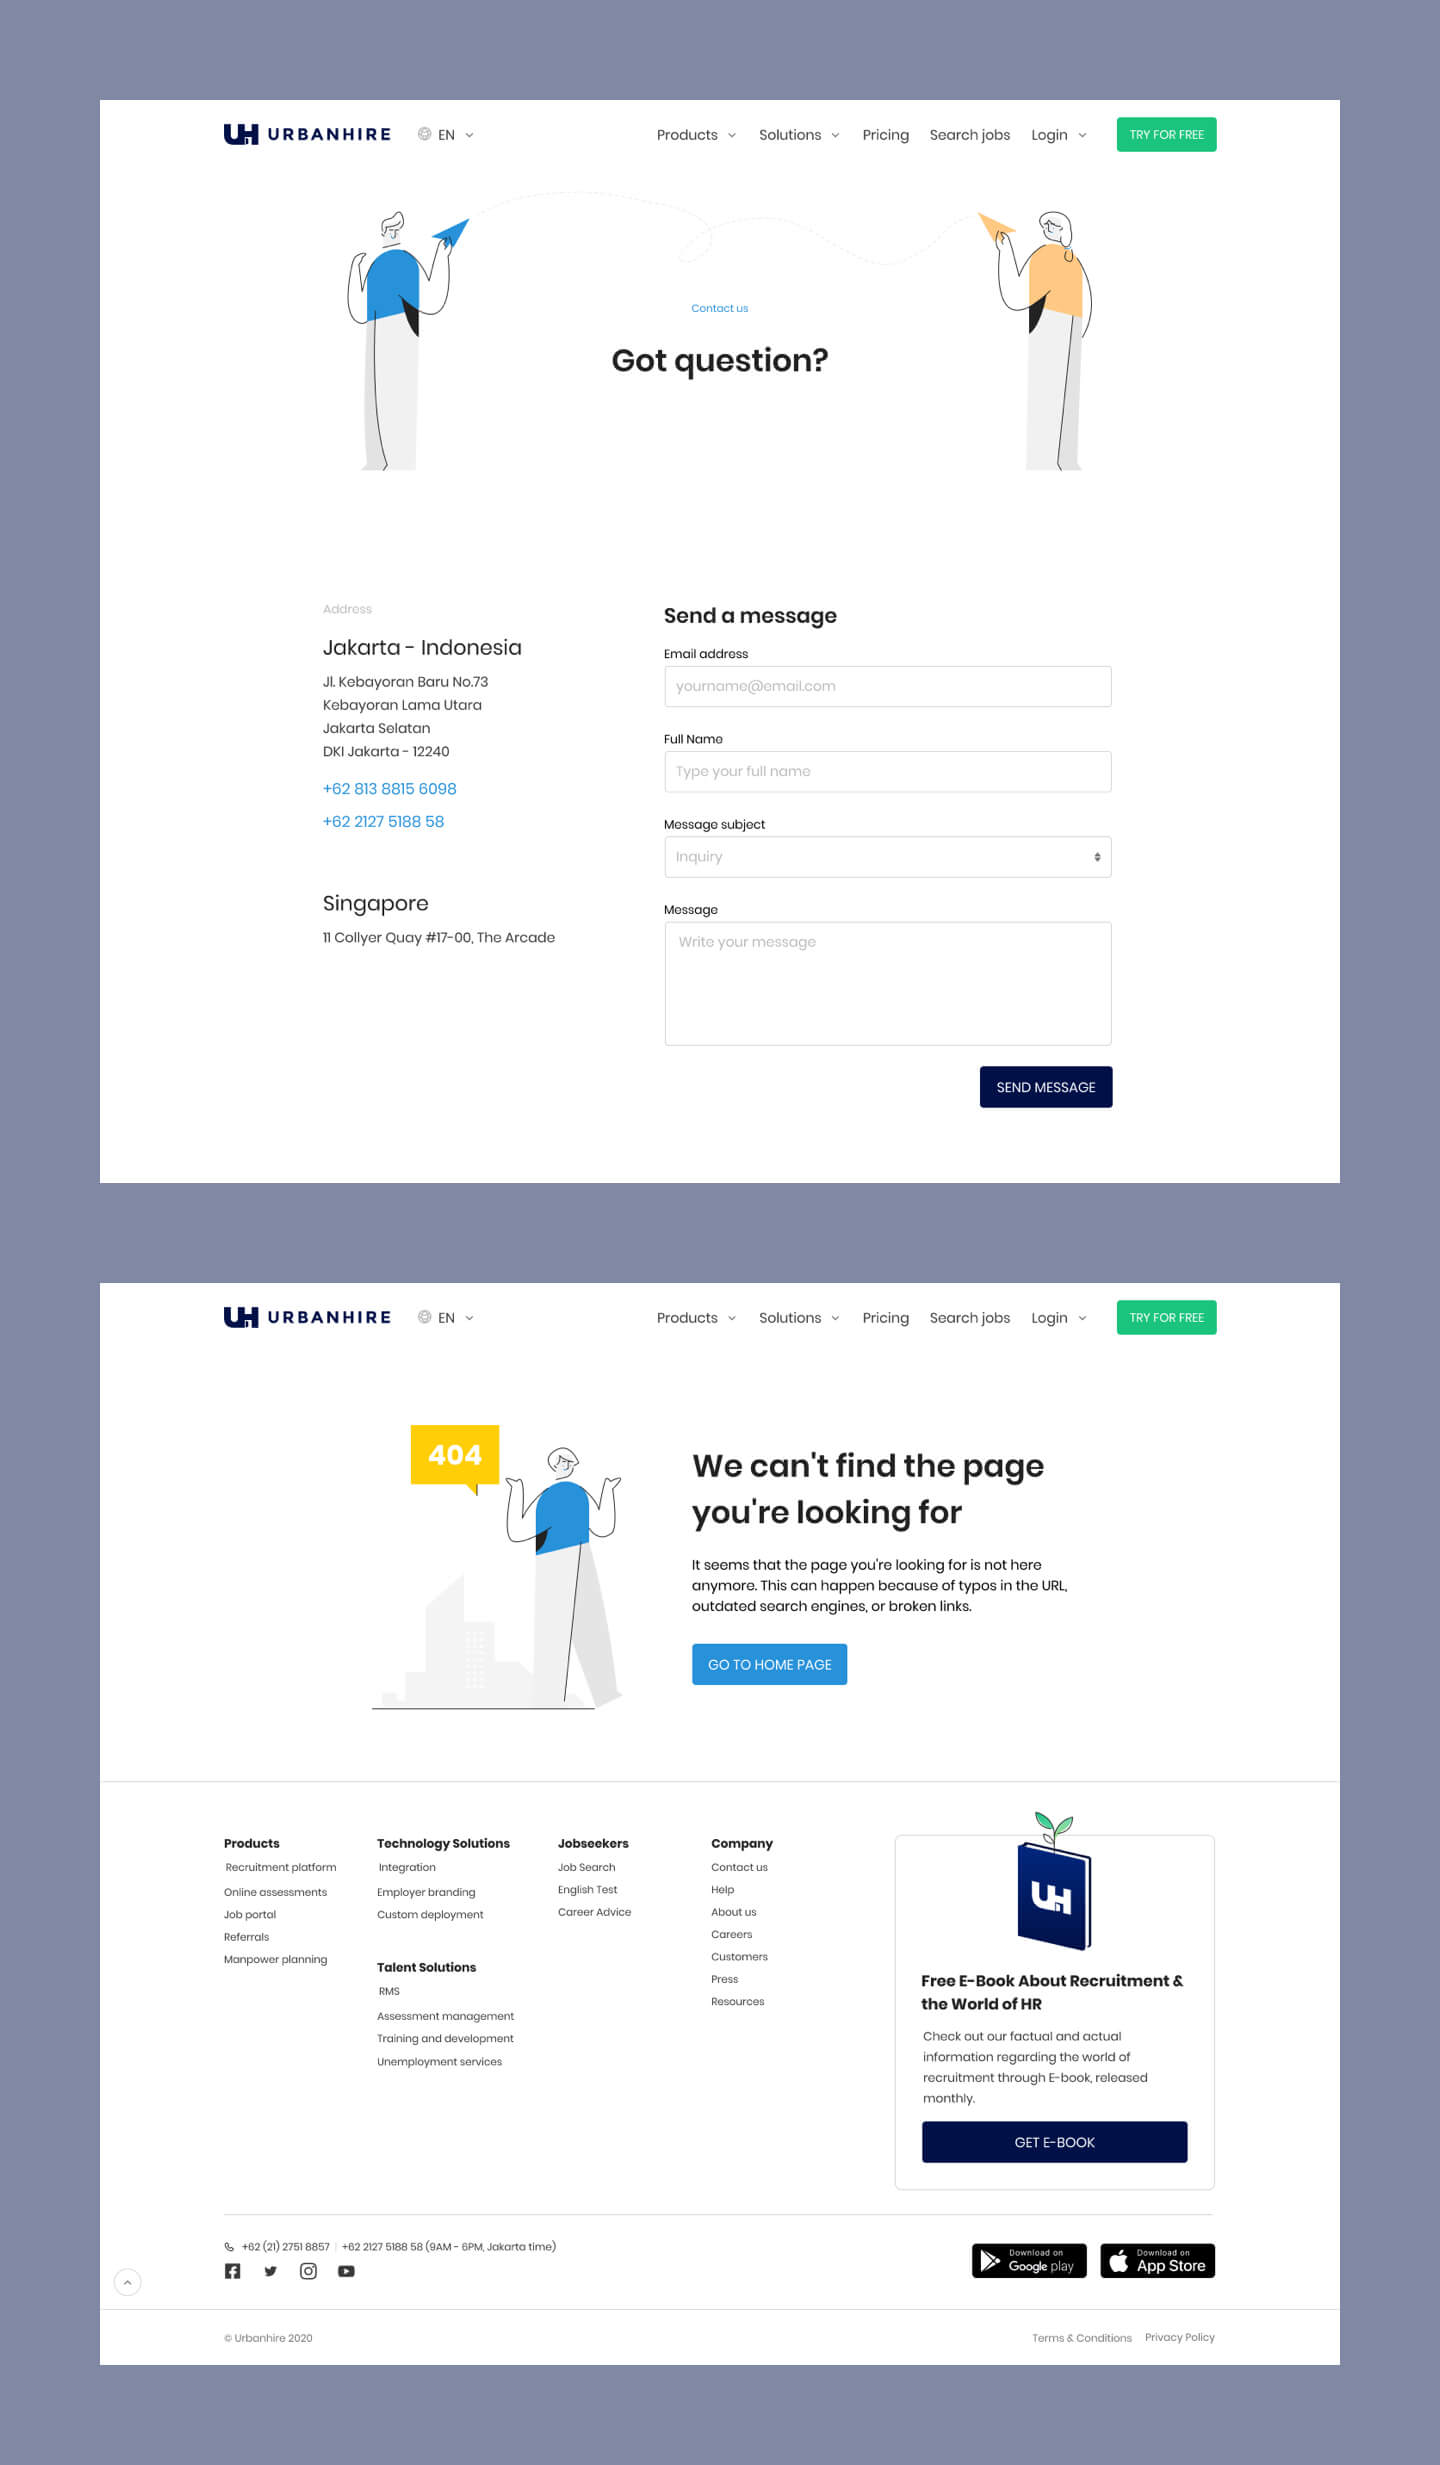 UH URBANHIRE EN Products Solutions Pricing Search jobs Login TRY FOR FREE
Contact us
Got question?
Address
Jakarta - Indonesia
Jl. Kebayoran Baru No.73
Kebayoran Lama Utara
Jakarta Selatan
DKI Jakarta - 12240
+62 813 8815 6098
+62 2127 5188 58
Singapore
11 Collyer Quay #17-00, The Arcade
Send a message
Email address
yourname@email.com
Full Name
Type your full name
Message subject
Inquiry
Message
Write your message
SEND MESSAGE
UH URBANHIRE EN Products Solutions Pricing Search jobs Login TRY FOR FREE
404
We can't find the page
you're looking for
It seems that the page you're looking for is not here
anymore. This can happen because of typos in the URL,
outdated search engines, or broken links.
GO TO HOME PAGE
Products
Recruitment platform
Online assessments
Job portal
Referrals
Manpower planning
Technology Solutions
Integration
Employer branding
Custom deployment
Talent Solutions
RMS
Assessment management
Training and development
Unemployment services
Jobseekers
Job Search
English Test
Career Advice
Company
Contact us
Help
About us
Careers
Customers
Press
Resources
UH
Free E-Book About Recruitment &
the World of HR
Check out our factual and actual
information regarding the world of
recruitment through E-book, released
monthly.
GET E-BOOK
+62 (21) 2751 8857 | +62 2127 5188 58 (9AM - 6PM, Jakarta time)
Download on
Google play
Download on
App Store
© Urbanhire 2020 Terms & Conditions Privacy Policy